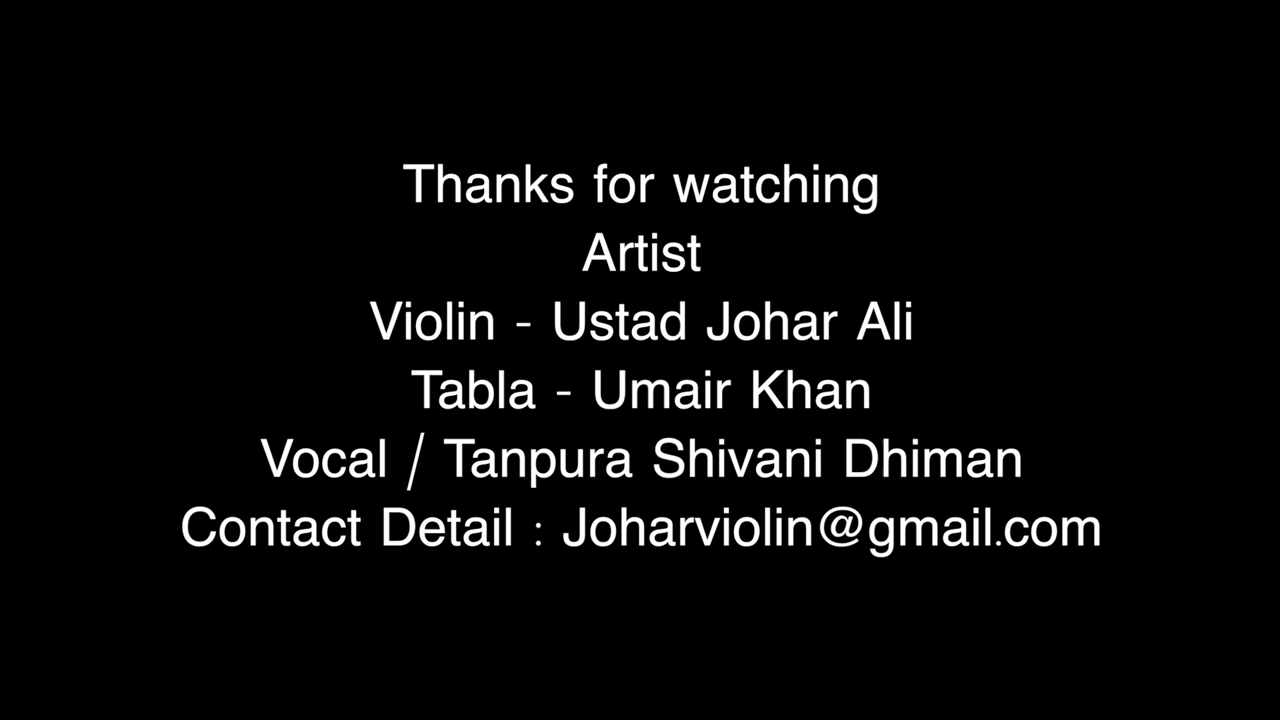 Thanks for watching
Artist
Violin - Ustad Johar Ali
Tabla - Umair Khan
Vocal / Tanpura Shivani Dhiman
Contact Detail : Joharviolin@gmail.com